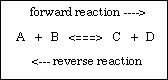 forward reaction ---->
A + B <===> C + D
<--- reverse reaction